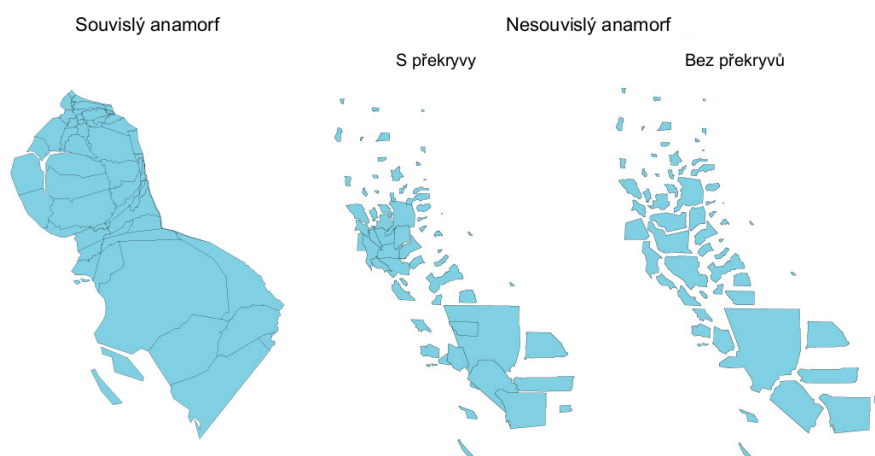 Souvislý anamorf
Nesouvislý anamorf
S překryvy
Bez překryvů